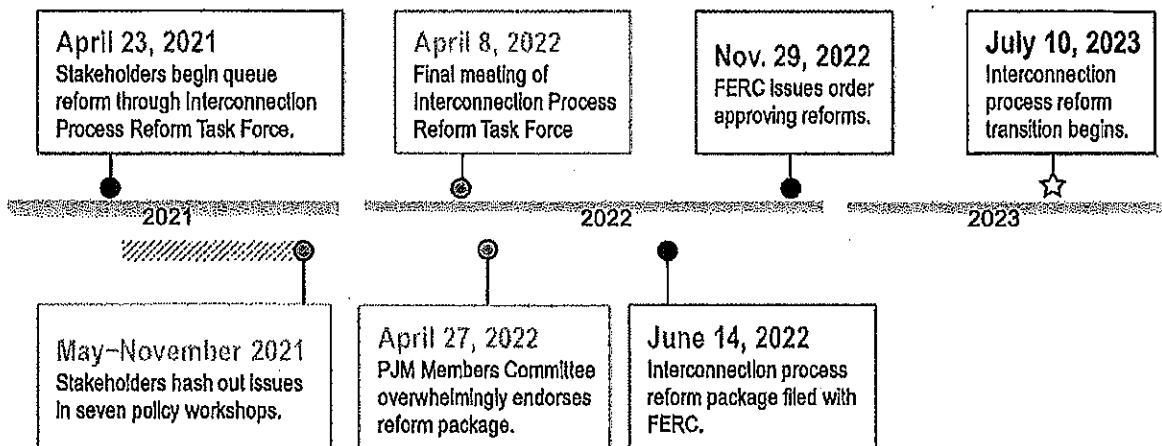 April 23, 2021
Stakeholders begin queue
reform through Interconnection
Process Reform Task Force.
April 8, 2022
Final meeting of
Interconnection Process
Reform Task Force
Nov. 29, 2022
FERC issues order
approving reforms.
July 10, 2023
Interconnection
process reform
transition begins.
2021
2022
2023
May–November 2021
Stakeholders hash out issues
in seven policy workshops.
April 27, 2022
PJM Members Committee
overwhelmingly endorses
reform package.
June 14, 2022
Interconnection process
reform package filed with
FERC.